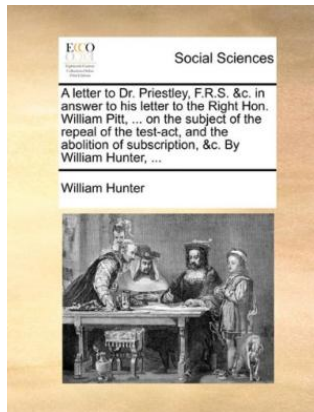 ECCO
Social Sciences
A letter to Dr. Priestley, F.R.S. &c. in
answer to his letter to the Right Hon.
William Pitt, ... on the subject of the
repeal of the test-act, and the
abolition of subscription, &c. By
William Hunter, ...
William Hunter